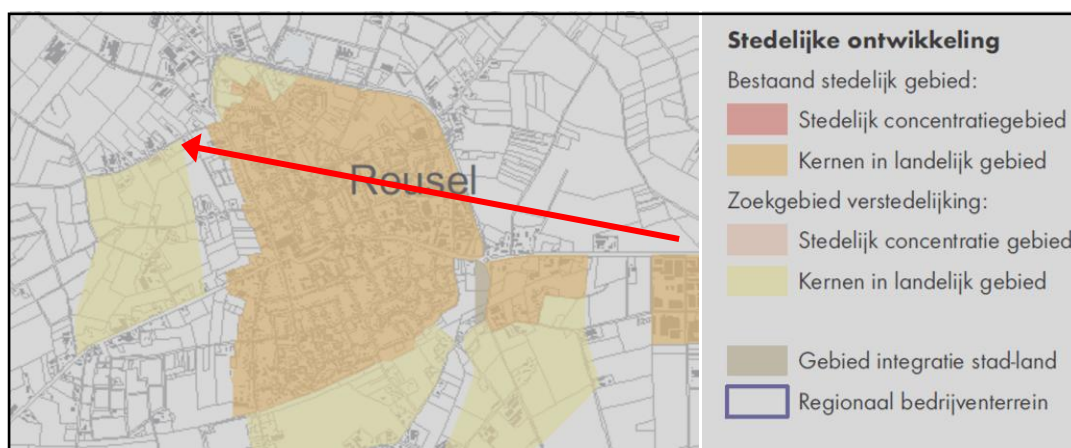 Reusel
Stedelijke ontwikkeling
Bestaand stedelijk gebied:
Stedelijk concentratiegebied
Kernen in landelijk gebied
Zoekgebied verstedelijking:
Stedelijk concentratie gebied
Kernen in landelijk gebied
Gebied integratie stad-land
Regionaal bedrijventerrein